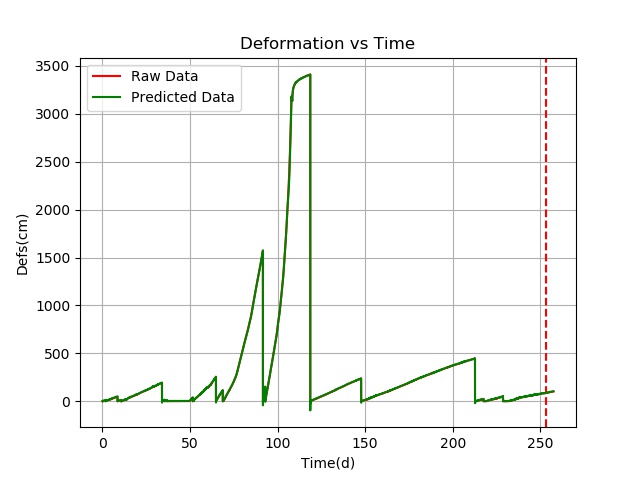 Deformation vs Time
Raw Data
Predicted Data
Defs(cm)
3500
3000
2500
2000
1500
1000
500
0
0 50 100 150 200 250
Time(d)